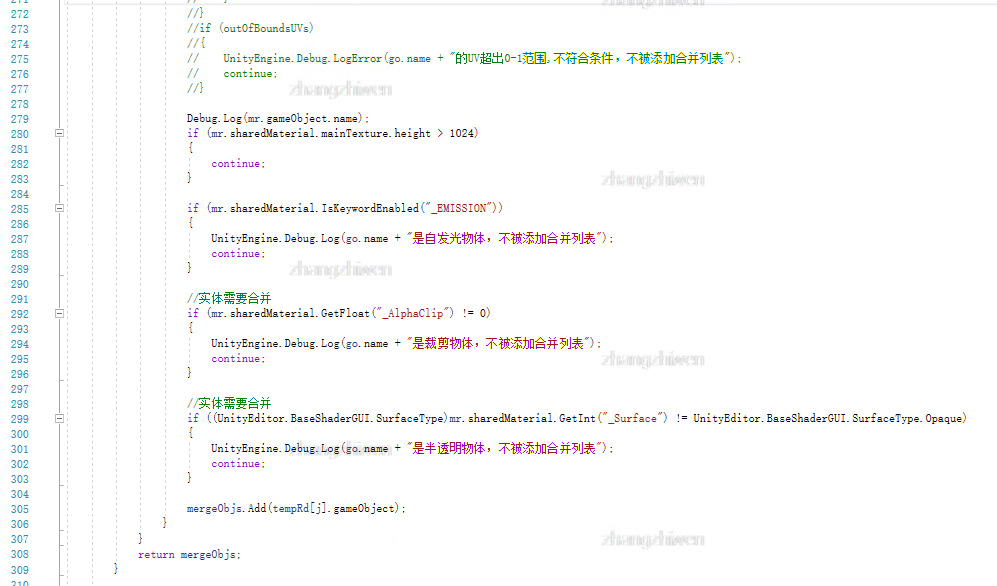 272 //}
273 //if (outOfBoundsUVs)
274 //{
275 // UnityEngine.Debug.LogError(go.name + "的UV超出0-1范围,不符合条件，不被添加合并列表");
276 // continue;
277 //}
278
279 Debug.Log(mr.gameObject.name);
280 if (mr.sharedMaterial.mainTexture.height > 1024)
281 {
282 continue;
283 }
284
285 if (mr.sharedMaterial.IsKeywordEnabled("_EMISSION"))
286 {
287 UnityEngine.Debug.Log(go.name + "是自发光物体，不被添加合并列表");
288 continue;
289 }
290
291 //实体需要合并
292 if (mr.sharedMaterial.GetFloat("_AlphaClip") != 0)
293 {
294 UnityEngine.Debug.Log(go.name + "是裁剪物体，不被添加合并列表");
295 continue;
296 }
297
298 //实体需要合并
299 if ((UnityEditor.BaseShaderGUI.SurfaceType)mr.sharedMaterial.GetInt("_Surface") != UnityEditor.BaseShaderGUI.SurfaceType.Opaque)
300 {
301 UnityEngine.Debug.Log(go.name + "是半透明物体，不被添加合并列表");
302 continue;
303 }
304
305 mergeObjs.Add(tempRd[j].gameObject);
306 }
307 }
308 return mergeObjs;
309 }
zhangzhiwen
zhangzhiwen
zhangzhiwen
zhangzhiwen
zhangzhiwen